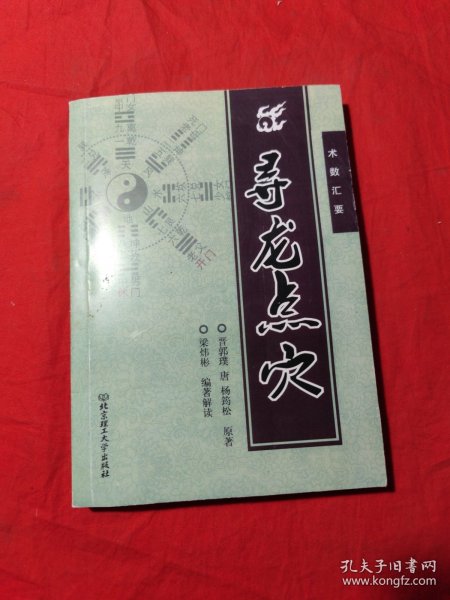 术数汇要
寻龙点穴
晋郭璞 唐 杨筠松 原著
梁炜彬 编著解读
北京理工大学出版社
孔夫子旧书网
www.kongfz.com